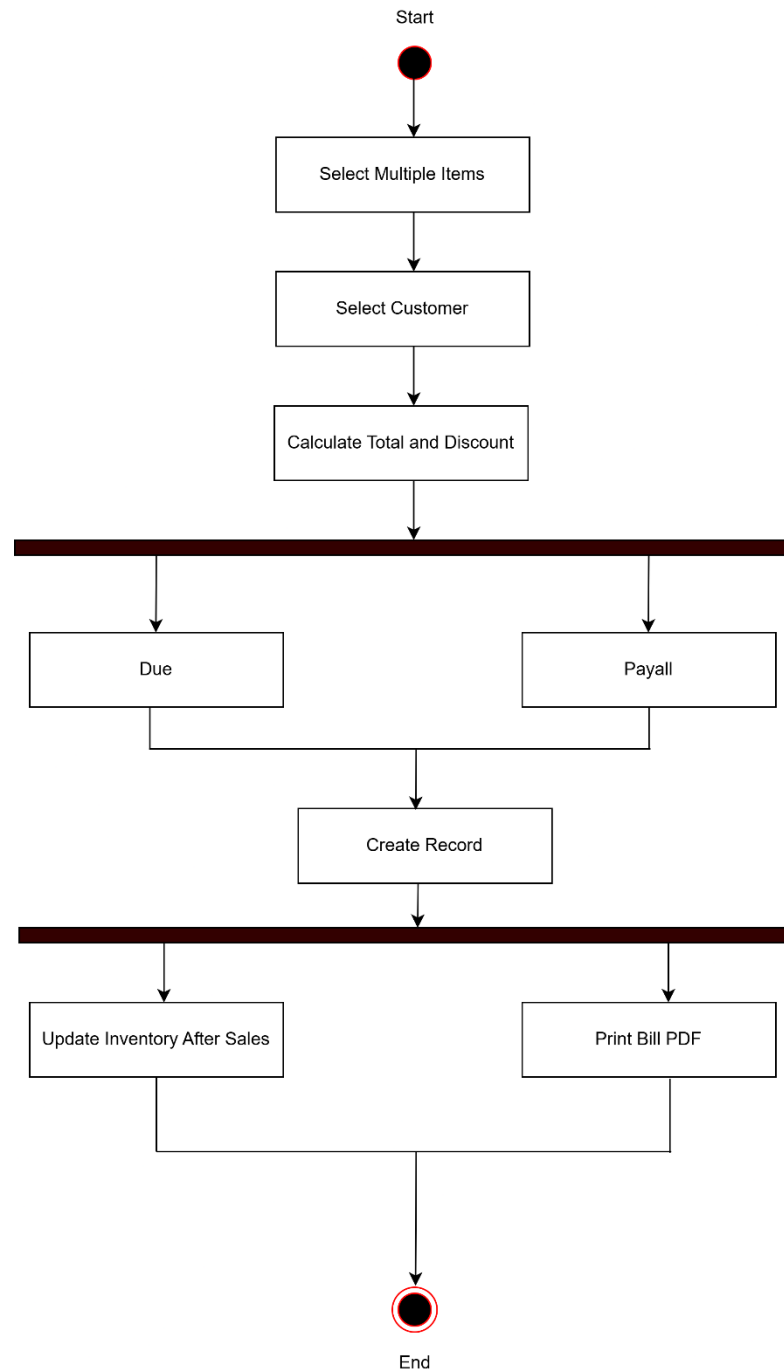 Start
Select Multiple Items
Select Customer
Calculate Total and Discount
Due
Payall
Create Record
Update Inventory After Sales
Print Bill PDF
End